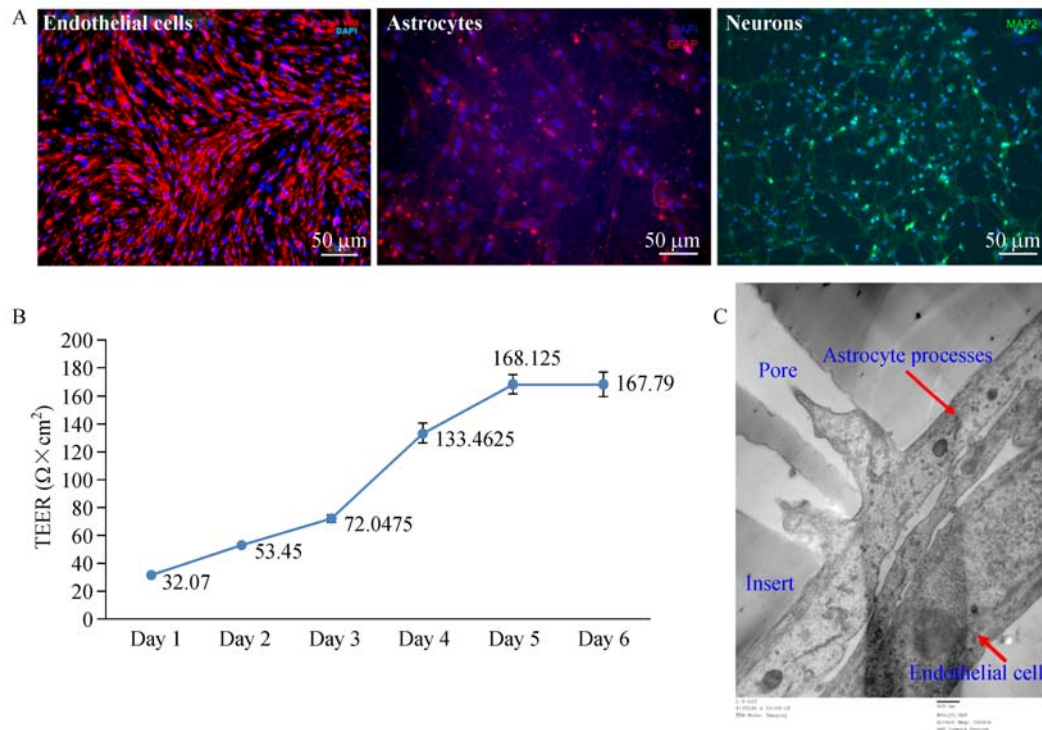 A
Endothelial cells
DAPI
50 μm
Astrocytes
DAPI
GFAP
50 μm
Neurons
MAP2
50 μm
B
TEER (Ω×cm²)
200
180
160
140
120
100
80
60
40
20
0
32.07
53.45
72.0475
133.4625
168.125
167.79
Day 1 Day 2 Day 3 Day 4 Day 5 Day 6
C
Pore
Astrocyte processes
Insert
Endothelial cell